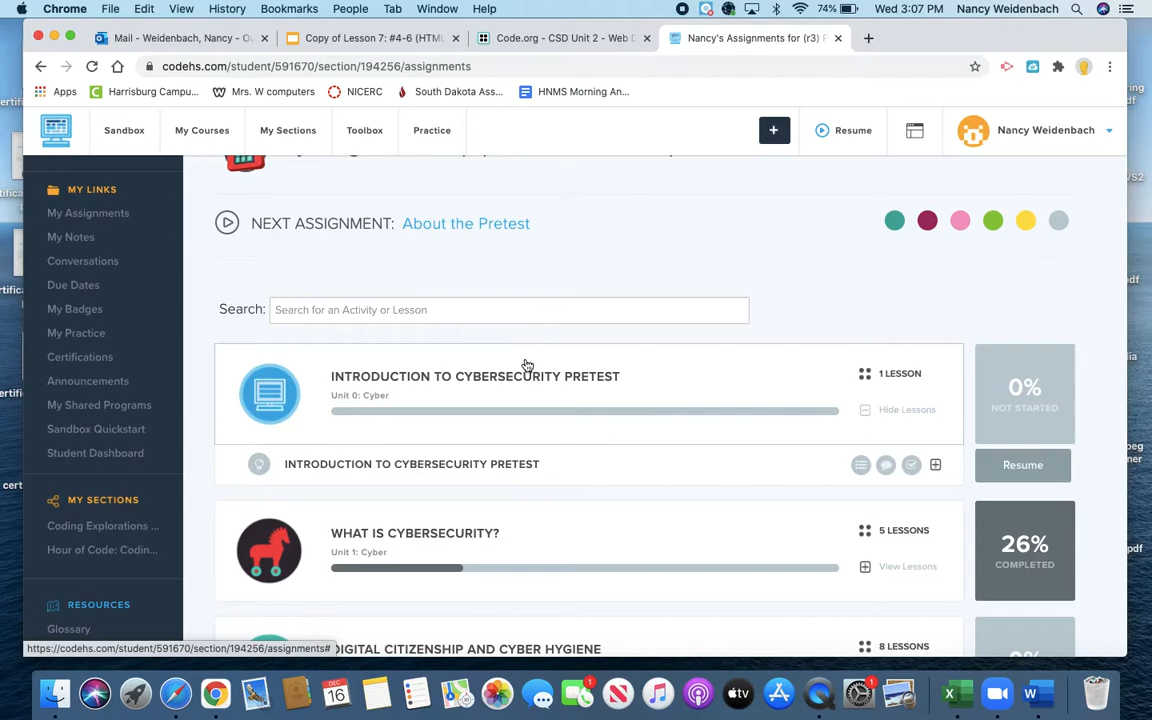 Chrome File Edit View History Bookmarks People Tab Window Help 74% Wed 3:07 PM Nancy Weidenbach
Mail - Weidenbach, Nancy - Ou × Copy of Lesson 7: #4-6 (HTML × Code.org - CSD Unit 2 - Web D × Nancy's Assignments for (r3) P × +
codehs.com/student/591670/section/194256/assignments
Apps Harrisburg Campu... Mrs. W computers NICERC South Dakota Ass... HNMS Morning An...
Sandbox My Courses My Sections Toolbox Practice + Resume Nancy Weidenbach
MY LINKS
My Assignments
My Notes
Conversations
Due Dates
My Badges
My Practice
Certifications
Announcements
My Shared Programs
Sandbox Quickstart
Student Dashboard
MY SECTIONS
Coding Explorations ...
Hour of Code: Codin...
RESOURCES
Glossary
https://codehs.com/student/591670/section/194256/assignments#
NEXT ASSIGNMENT: About the Pretest
Search: Search for an Activity or Lesson
INTRODUCTION TO CYBERSECURITY PRETEST
Unit 0: Cyber
1 LESSON
Hide Lessons
0%
NOT STARTED
INTRODUCTION TO CYBERSECURITY PRETEST
Resume
WHAT IS CYBERSECURITY?
Unit 1: Cyber
5 LESSONS
View Lessons
26%
COMPLETED
DIGITAL CITIZENSHIP AND CYBER HYGIENE
8 LESSONS
0%
DEC
16
1
1